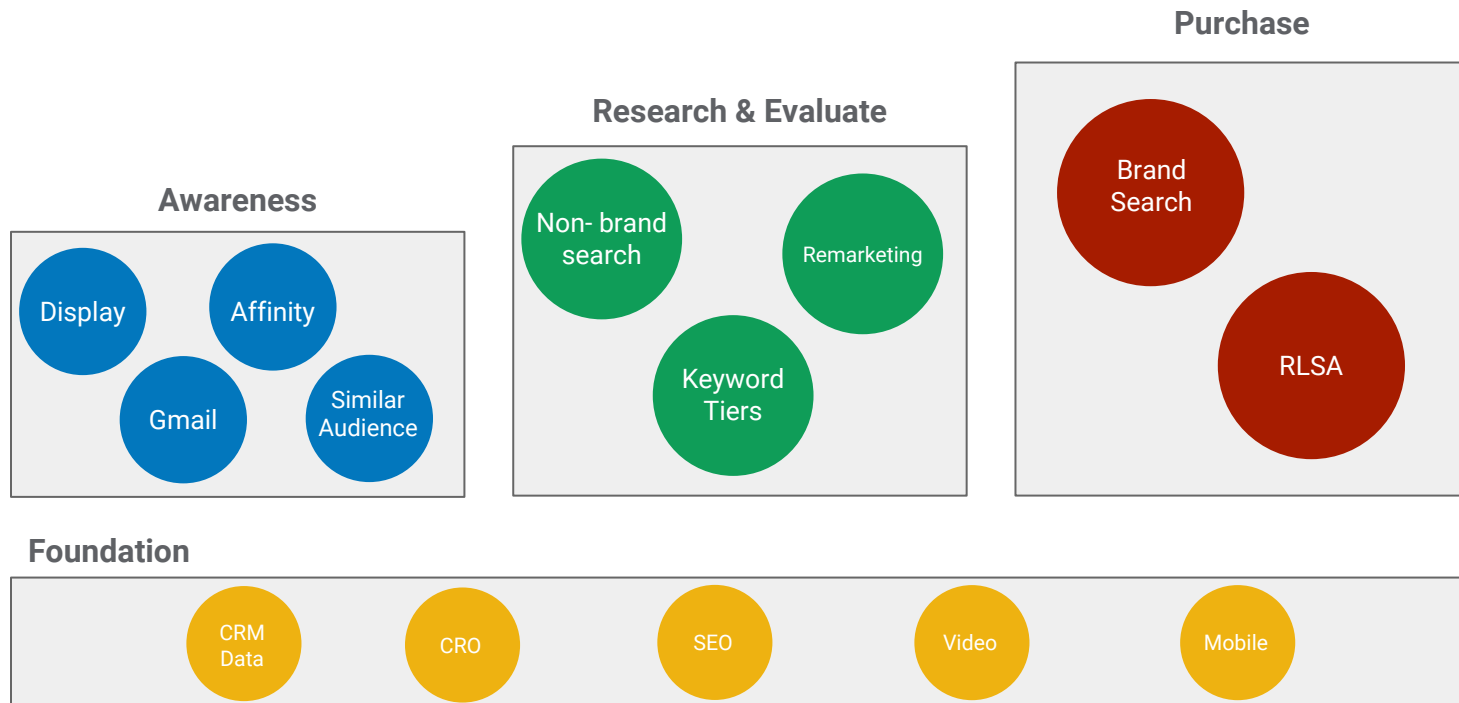 Purchase
Research & Evaluate
Awareness
Display
Affinity
Gmail
Similar
Audience
Non- brand
search
Remarketing
Keyword
Tiers
Brand
Search
RLSA
Foundation
CRM
Data
CRO
SEO
Video
Mobile